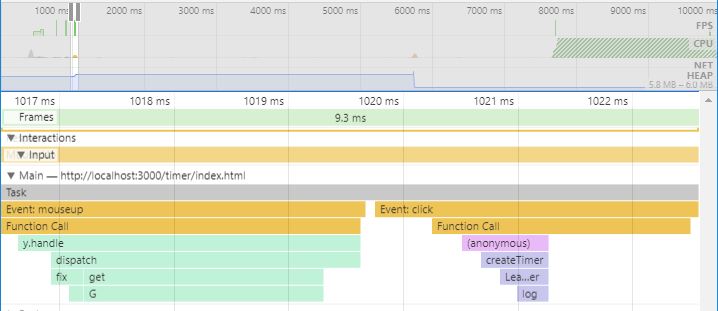 1000 ms 2000 ms 3000 ms 4000 ms 5000 ms 6000 ms 7000 ms 8000 ms 9000 ms 10000 ms
FPS
CPU
NET
HEAP
5.8 MB – 6.0 MB
1017 ms 1018 ms 1019 ms 1020 ms 1021 ms 1022 ms
Frames 9.3 ms
▼ Interactions
▼ Input
▼ Main — http://localhost:3000/timer/index.html
Task
Event: mouseup Event: click
Function Call Function Call
y.handle (anonymous)
dispatch createTimer
fix get Lea...er
G log